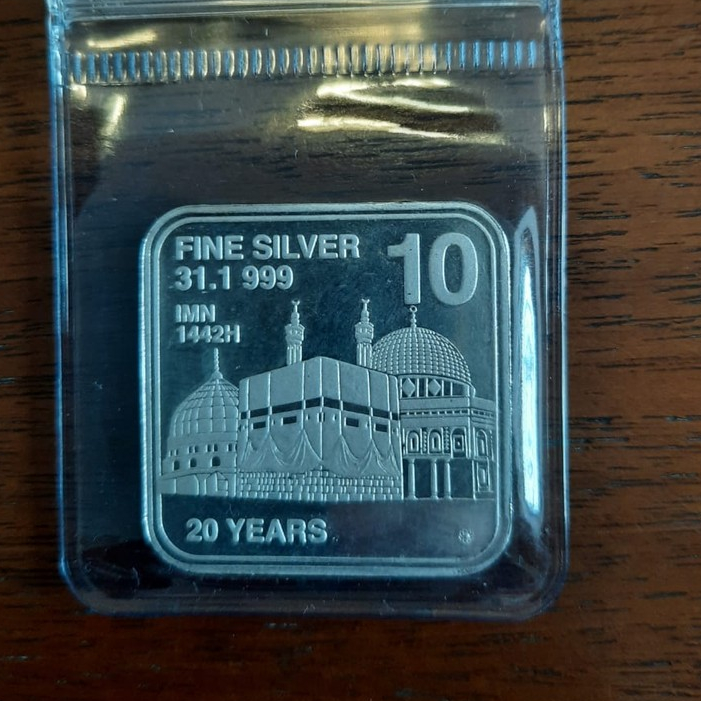 FINE SILVER 10
31.1 999
IMN
1442H
20 YEARS